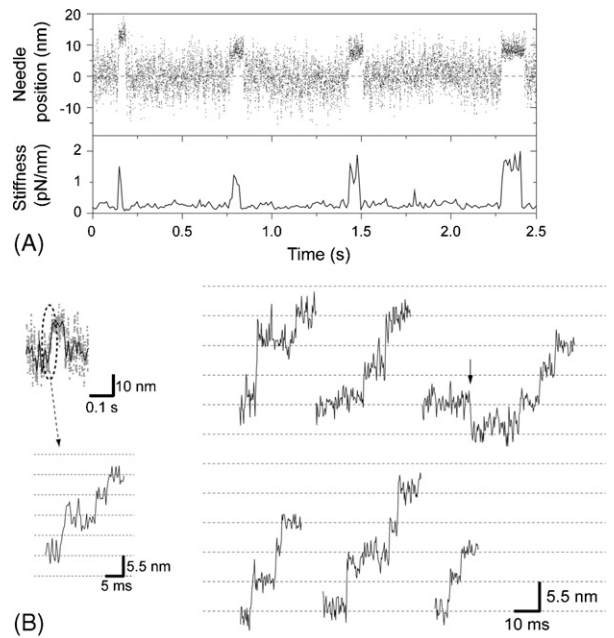 20
10
0
-10
Needle
position (nm)
2
1
0
Stiffness
(pN/nm)
0 0.5 1.0 1.5 2.0 2.5
Time (s)
(A)
10 nm
0.1 s
5.5 nm
5 ms
5.5 nm
10 ms
(B)